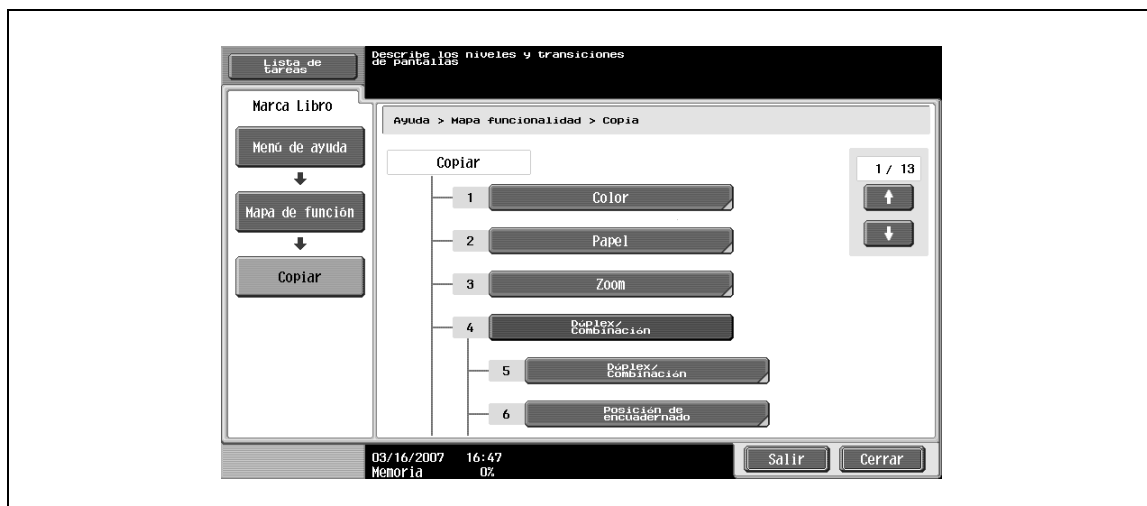 Lista de
tareas
Describe los niveles y transiciones
de pantallas
Marca Libro
Menú de ayuda
Mapa de función
Copiar
Ayuda > Mapa funcionalidad > Copia
Copiar
1 Color
2 Papel
3 Zoom
4 Dúplex/
Combinación
5 Dúplex/
Combinación
6 Posición de
encuadernado
1 / 13
03/16/2007 16:47
Memoria 0%
Salir
Cerrar